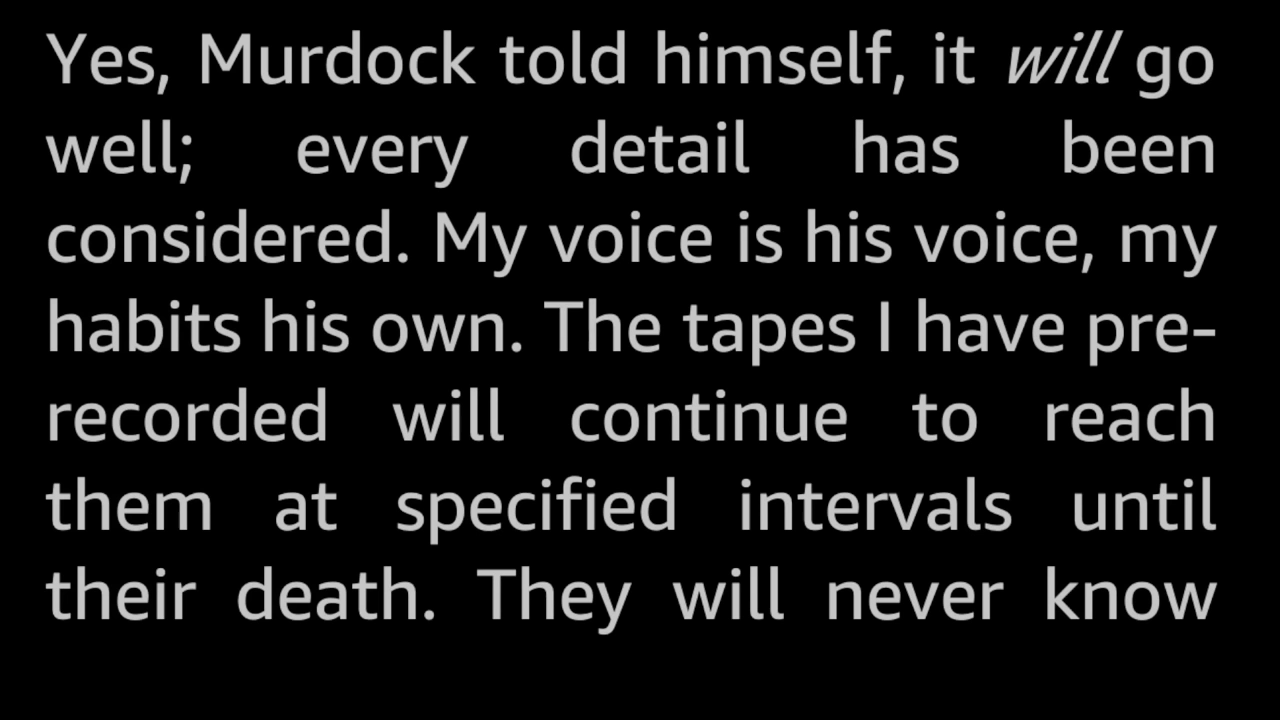 Yes, Murdock told himself, it will go
well; every detail has been
considered. My voice is his voice, my
habits his own. The tapes I have pre-
recorded will continue to reach
them at specified intervals until
their death. They will never know